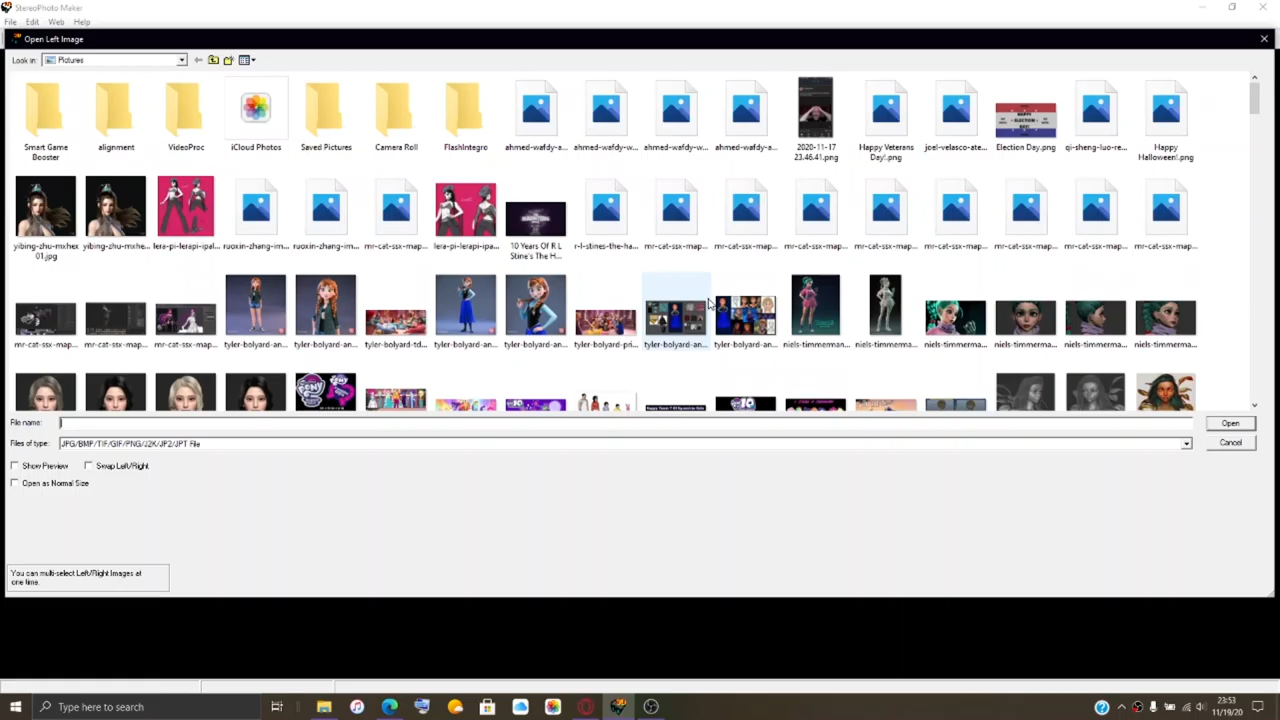 StereoPhoto Maker
File Edit Web Help
Open Left Image
Look in: Pictures
Smart Game Booster
alignment
VideoProc
iCloud Photos
Saved Pictures
Camera Roll
FlashIntegro
ahmed-wafdy-a...
ahmed-wafdy-w...
ahmed-wafdy-w...
ahmed-wafdy-a...
2020-11-17 23.46.41.png
Happy Veterans Day!.png
joel-velasco-ate...
Election Day.png
qi-sheng-luo-re...
Happy Halloween!.png
yibing-zhu-mxhex 01.jpg
yibing-zhu-mxhe...
lera-pi-lerapi-ipal...
ruoxin-zhang-im...
ruoxin-zhang-im...
mr-cat-ssx-map...
lera-pi-lerapi-ipa...
10 Years Of R L Stine's The H...
r-l-stines-the-ha...
mr-cat-ssx-map...
mr-cat-ssx-map...
mr-cat-ssx-map...
mr-cat-ssx-map...
mr-cat-ssx-map...
mr-cat-ssx-map...
mr-cat-ssx-map...
mr-cat-ssx-map...
mr-cat-ssx-map...
mr-cat-ssx-map...
mr-cat-ssx-map...
tyler-bolyard-an...
tyler-bolyard-an...
tyler-bolyard-td...
tyler-bolyard-an...
tyler-bolyard-an...
tyler-bolyard-pri...
tyler-bolyard-an...
tyler-bolyard-an...
niels-timmerman...
niels-timmerma...
niels-timmerma...
niels-timmerma...
niels-timmerma...
niels-timmerma...
File name:
Open
Files of type: JPG/BMP/TIF/GIF/PNG/J2K/JP2/JPT File
Cancel
Show Preview Swap Left/Right
Open as Normal Size
You can multi-select Left/Right Images at
one time.
Type here to search
23:53
11/19/20